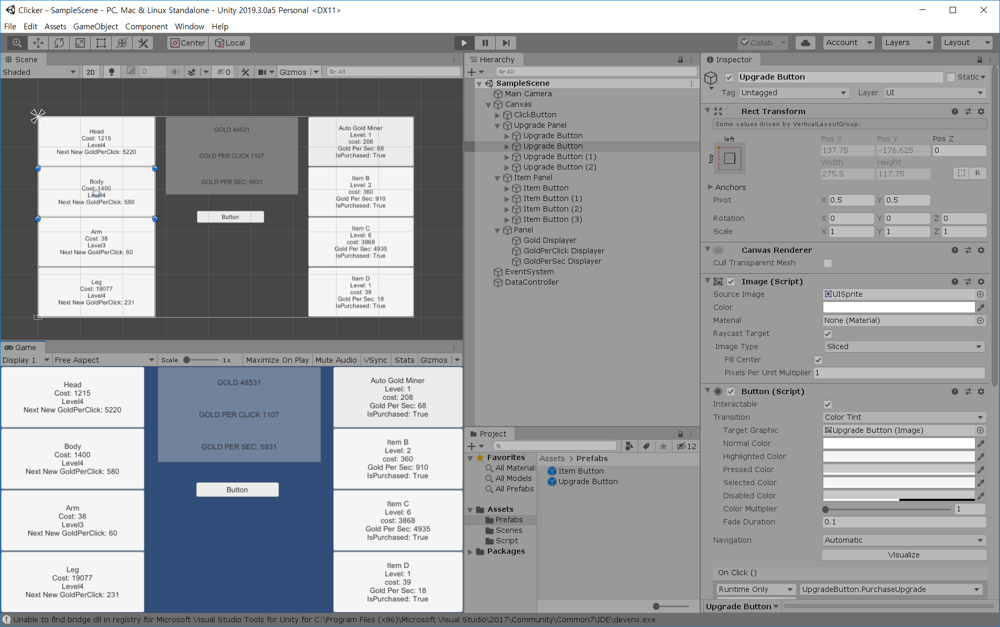 Clicker - SampleScene - PC, Mac & Linux Standalone - Unity 2019.3.0a5 Personal <DX11>
File Edit Assets GameObject Component Window Help
Center Local
Collab Account Layers Layout
Scene
Shaded 2D 0 0 Gizmos All
Head
Cost: 1215
Level4
Next New GoldPerClick: 5220
Body
Cost: 1400
Level4
Next New GoldPerClick: 580
Arm
Cost: 38
Level3
Next New GoldPerClick: 60
Leg
Cost: 19077
Level4
Next New GoldPerClick: 231
GOLD 48531
GOLD PER CLICK 1107
GOLD PER SEC: 5931
Button
Auto Gold Miner
Level: 1
cost: 208
Gold Per Sec: 68
IsPurchased: True
Item B
Level: 2
cost: 360
Gold Per Sec: 910
IsPurchased: True
Item C
Level: 6
cost: 3868
Gold Per Sec: 4935
IsPurchased: True
Item D
Level: 1
cost: 39
Gold Per Sec: 18
IsPurchased: True
Game
Display 1 Free Aspect Scale 1x Maximize On Play Mute Audio VSync Stats Gizmos
Head
Cost: 1215
Level4
Next New GoldPerClick: 5220
Body
Cost: 1400
Level4
Next New GoldPerClick: 580
Arm
Cost: 38
Level3
Next New GoldPerClick: 60
Leg
Cost: 19077
Level4
Next New GoldPerClick: 231
GOLD 48531
GOLD PER CLICK 1107
GOLD PER SEC: 5931
Button
Auto Gold Miner
Level: 1
cost: 208
Gold Per Sec: 68
IsPurchased: True
Item B
Level: 2
cost: 360
Gold Per Sec: 910
IsPurchased: True
Item C
Level: 6
cost: 3868
Gold Per Sec: 4935
IsPurchased: True
Item D
Level: 1
cost: 39
Gold Per Sec: 18
IsPurchased: True
Hierarchy
All
SampleScene
Main Camera
Canvas
ClickButton
Upgrade Panel
Upgrade Button
Upgrade Button
Upgrade Button (1)
Upgrade Button (2)
Item Panel
Item Button
Item Button (1)
Item Button (2)
Item Button (3)
Panel
Gold Displayer
GoldPerClick Displayer
GoldPerSec Displayer
EventSystem
DataController
Project
12
Favorites
All Materials
All Models
All Prefabs
Assets
Prefabs
Scenes
Script
Packages
Assets > Prefabs
Item Button
Upgrade Button
Inspector
Upgrade Button Static
Tag Untagged Layer UI
Rect Transform
Some values driven by VerticalLayoutGroup.
left Pos X Pos Y Pos Z
top 137.75 -176.625 0
Width Height
275.5 117.75 R
Anchors
Pivot X 0.5 Y 0.5
Rotation X 0 Y 0 Z 0
Scale X 1 Y 1 Z 1
Canvas Renderer
Cull Transparent Mesh
Image (Script)
Source Image UISprite
Color
Material None (Material)
Raycast Target
Image Type Sliced
Fill Center
Pixels Per Unit Multiplier 1
Button (Script)
Interactable
Transition Color Tint
Target Graphic Upgrade Button (Image)
Normal Color
Highlighted Color
Pressed Color
Selected Color
Disabled Color
Color Multiplier 1
Fade Duration 0.1
Navigation Automatic
Visualize
On Click ()
Runtime Only UpgradeButton.PurchaseUpgrade
Upgrade Button
Unable to find bridge dll in registry for Microsoft Visual Studio Tools for Unity for C:\Program Files (x86)\Microsoft Visual Studio\2017\Community\Common7\IDE\devenv.exe